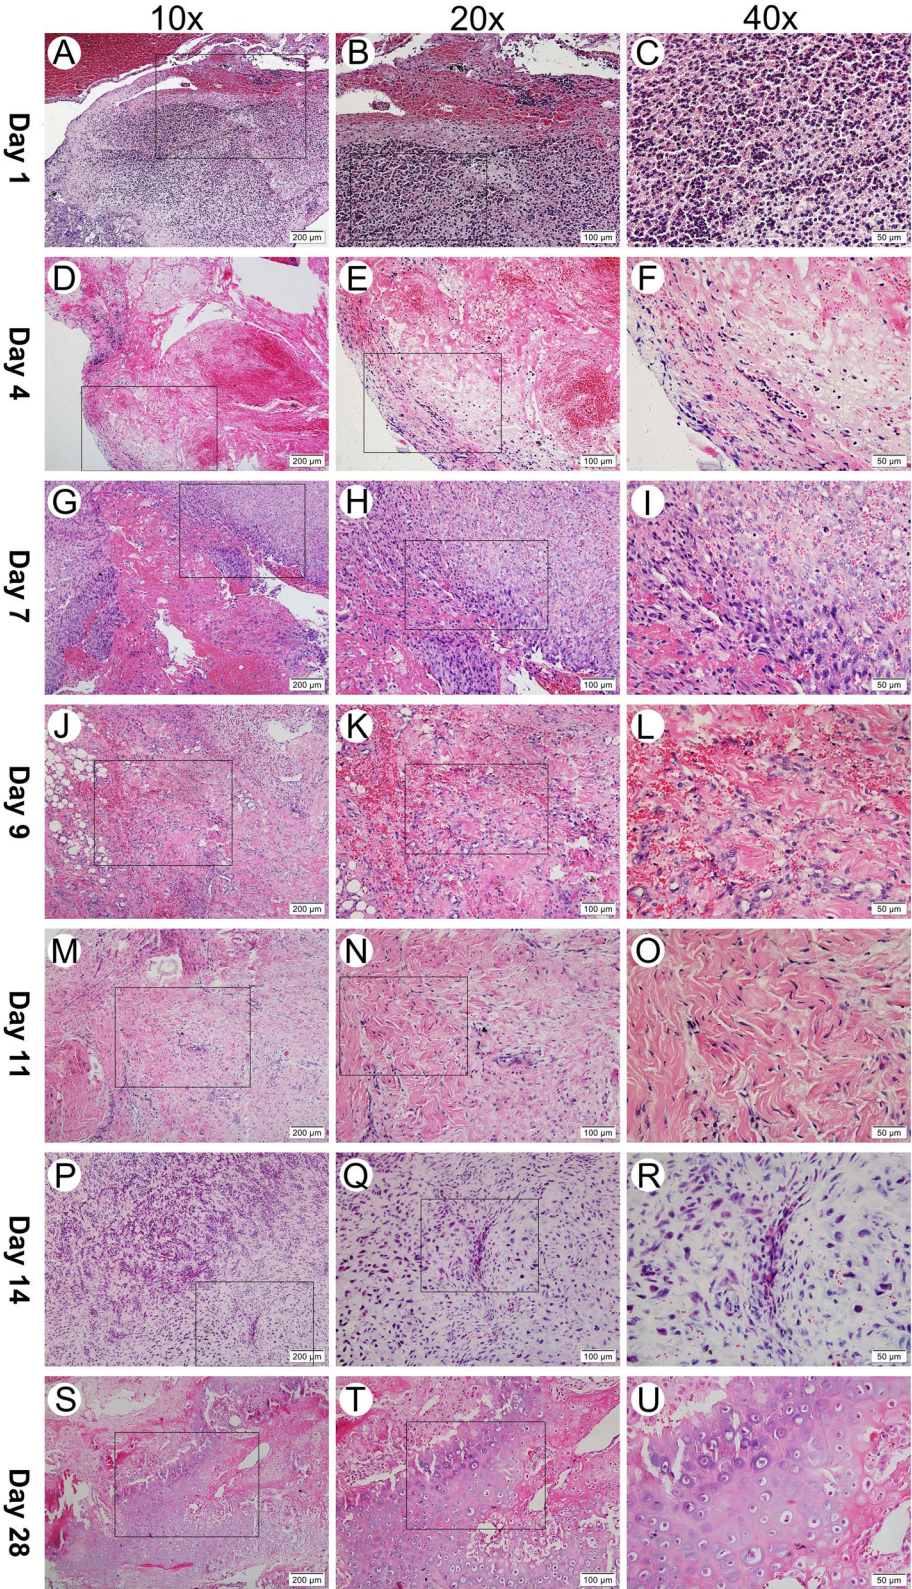 10x 20x 40x
Day 1
A B C
200 µm 100 µm 50 µm
Day 4
D E F
200 µm 100 µm 50 µm
Day 7
G H I
200 µm 100 µm 50 µm
Day 9
J K L
200 µm 100 µm 50 µm
Day 11
M N O
200 µm 100 µm 50 µm
Day 14
P Q R
200 µm 100 µm 50 µm
Day 28
S T U
200 µm 100 µm 50 µm